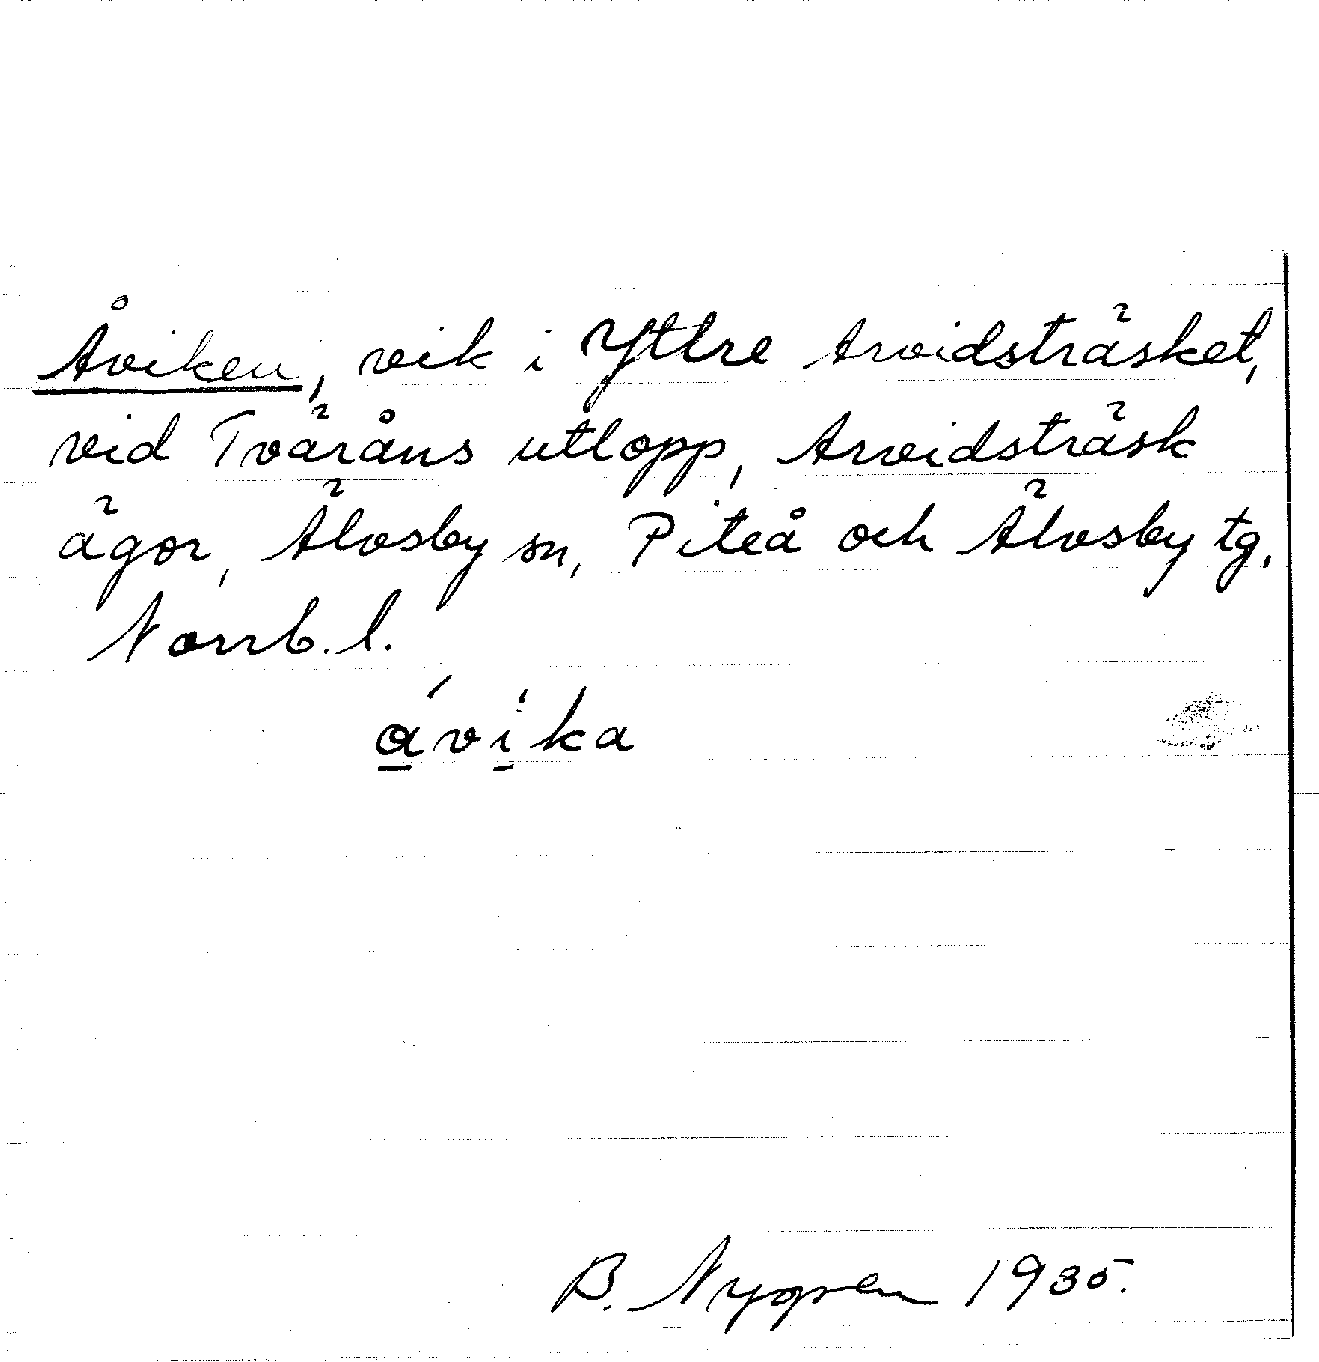 Åviken, vik i Yttre Arvidsträsket,
vid Tväråns utlopp, Arvidsträsk
ägor, Älvsby sn, Piteå och Älvsby tg.
Norrb. l.
ávika
B. Nygren 1935.